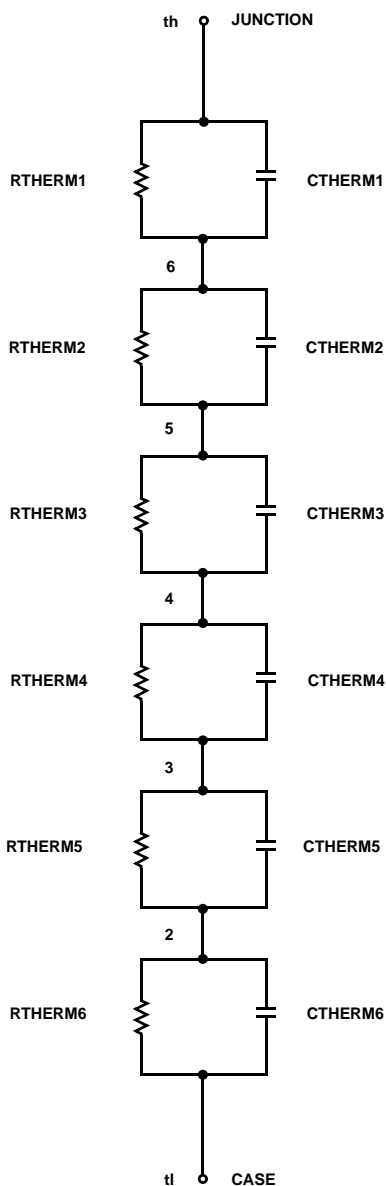 th JUNCTION
RTHERM1 CTHERM1
6
RTHERM2 CTHERM2
5
RTHERM3 CTHERM3
4
RTHERM4 CTHERM4
3
RTHERM5 CTHERM5
2
RTHERM6 CTHERM6
tl CASE